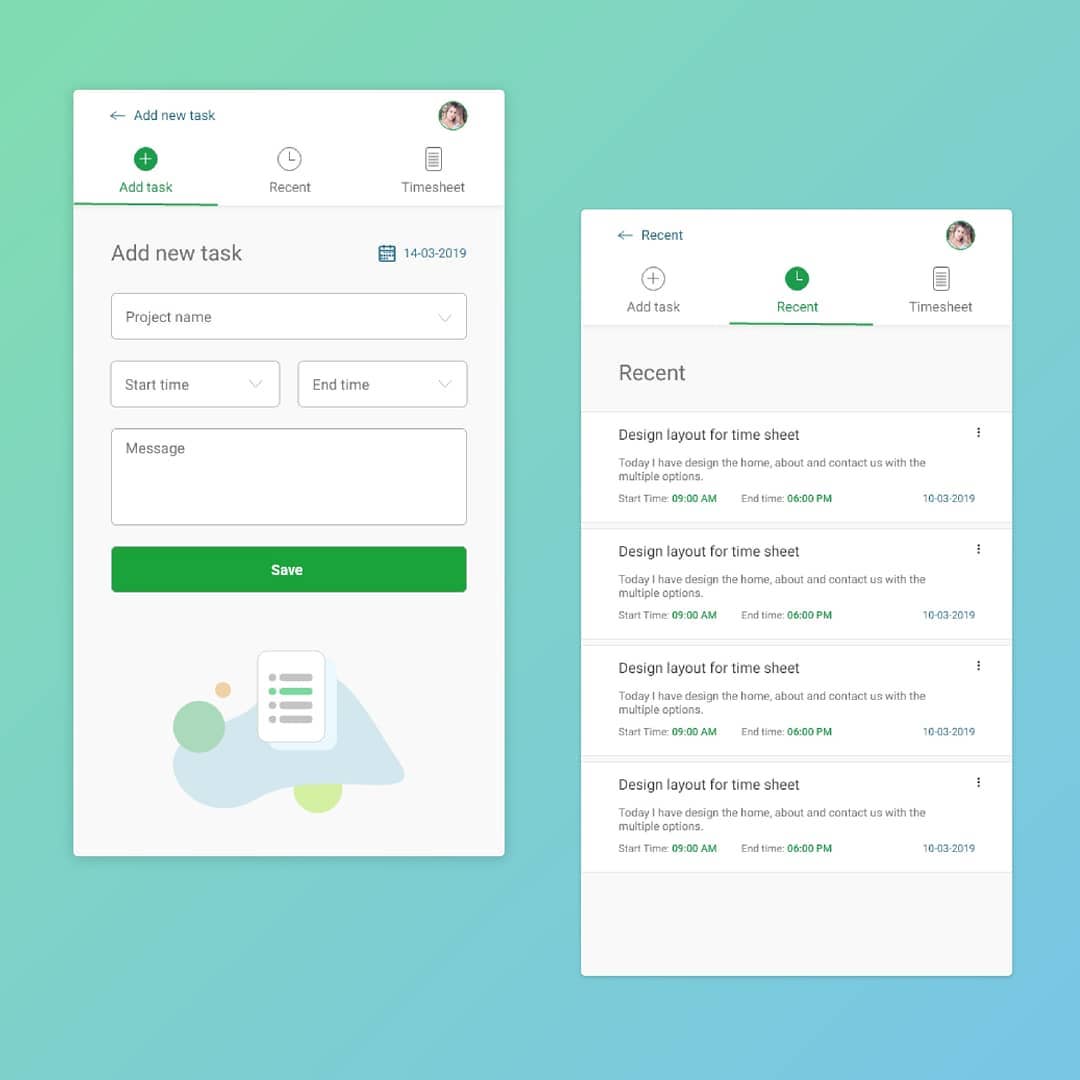 Add new task
Add task
Recent
Timesheet
Add new task
14-03-2019
Project name
Start time
End time
Message
Save
Recent
Add task
Recent
Timesheet
Recent
Design layout for time sheet
Today I have design the home, about and contact us with the
multiple options.
Start Time: 09:00 AM
End time: 06:00 PM
10-03-2019
Design layout for time sheet
Today I have design the home, about and contact us with the
multiple options.
Start Time: 09:00 AM
End time: 06:00 PM
10-03-2019
Design layout for time sheet
Today I have design the home, about and contact us with the
multiple options.
Start Time: 09:00 AM
End time: 06:00 PM
10-03-2019
Design layout for time sheet
Today I have design the home, about and contact us with the
multiple options.
Start Time: 09:00 AM
End time: 06:00 PM
10-03-2019